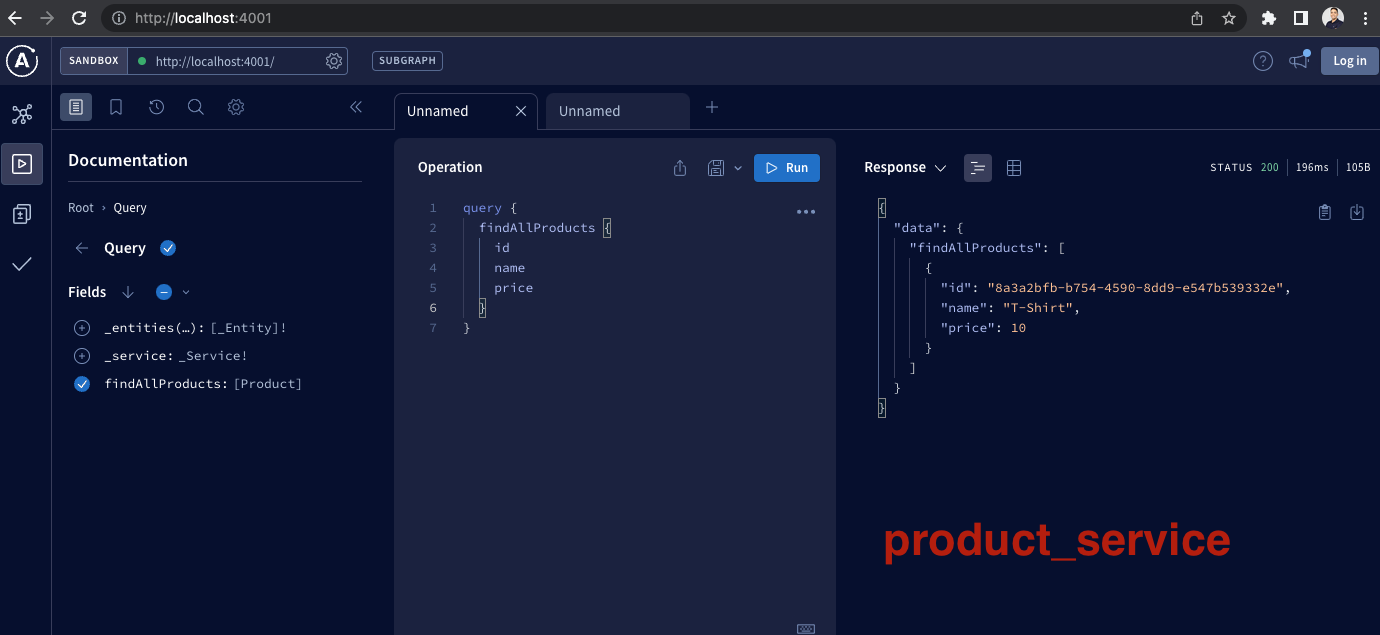 http://localhost:4001
SANDBOX
http://localhost:4001/
SUBGRAPH
Log in
Unnamed
Unnamed
Documentation
Root › Query
Query
Fields
_entities(…): [_Entity]!
_service: _Service!
findAllProducts: [Product]
Operation
Run
1 query {
2 findAllProducts {
3 id
4 name
5 price
6 }
7 }
Response
STATUS 200 196ms 105B
{
"data": {
"findAllProducts": [
{
"id": "8a3a2bfb-b754-4590-8dd9-e547b539332e",
"name": "T-Shirt",
"price": 10
}
]
}
}
product_service